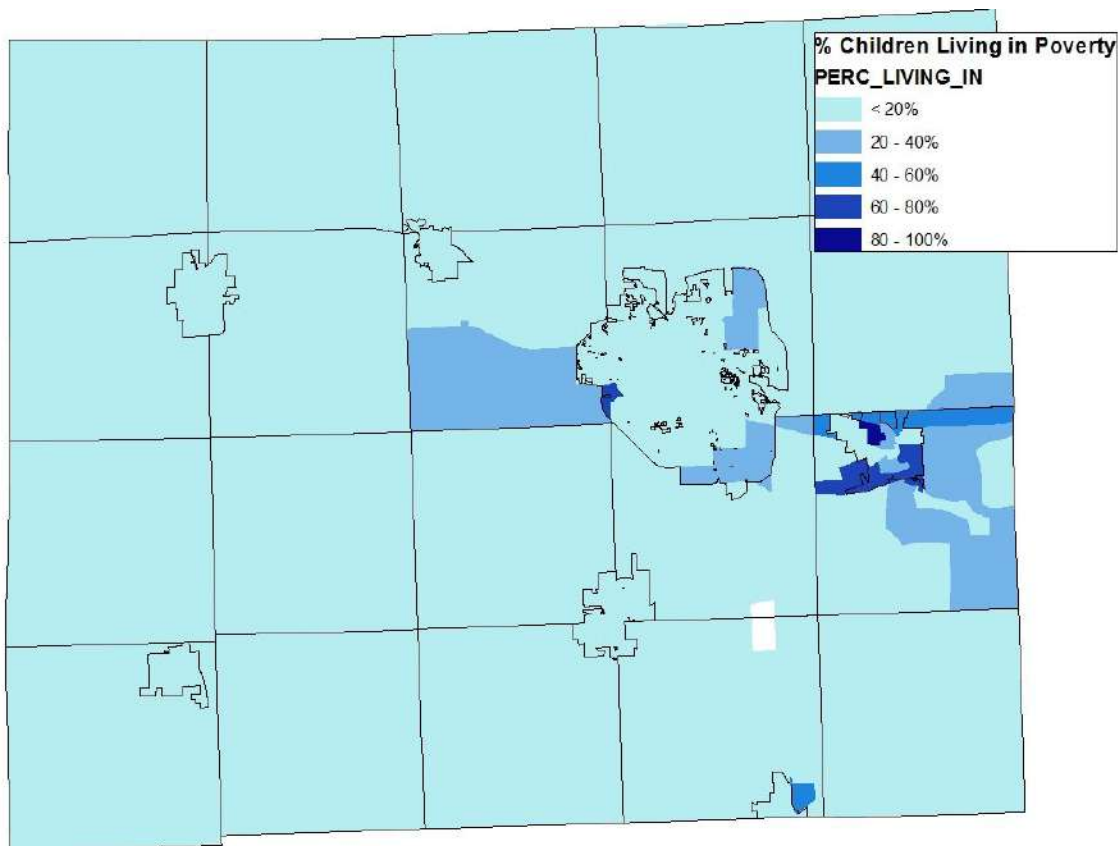 % Children Living in Poverty
PERC_LIVING_IN
< 20%
20 - 40%
40 - 60%
60 - 80%
80 - 100%